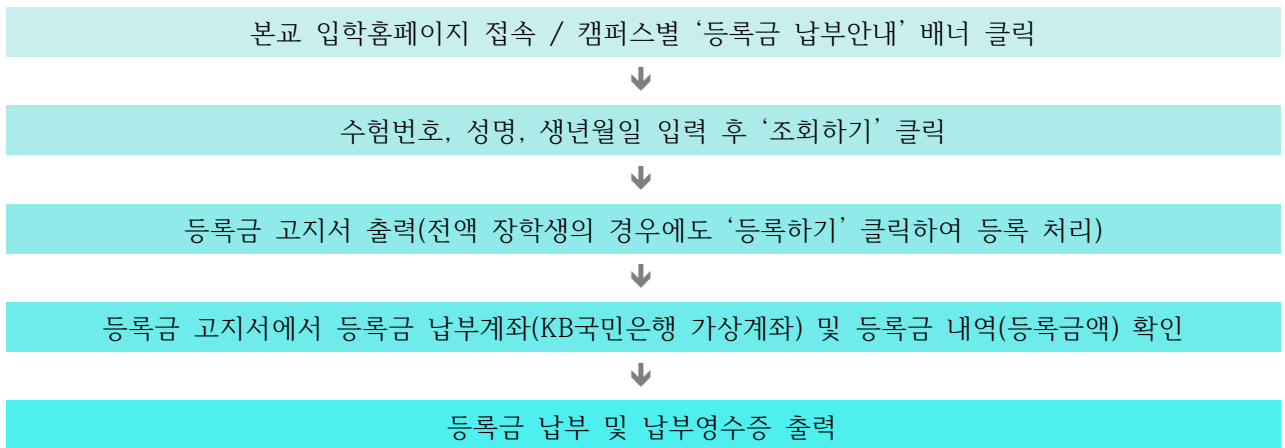 본교 입학홈페이지 접속 / 캠퍼스별 ‘등록금 납부안내’ 배너 클릭
수험번호, 성명, 생년월일 입력 후 ‘조회하기’ 클릭
등록금 고지서 출력(전액 장학생의 경우에도 ‘등록하기’ 클릭하여 등록 처리)
등록금 고지서에서 등록금 납부계좌(KB국민은행 가상계좌) 및 등록금 내역(등록금액) 확인
등록금 납부 및 납부영수증 출력